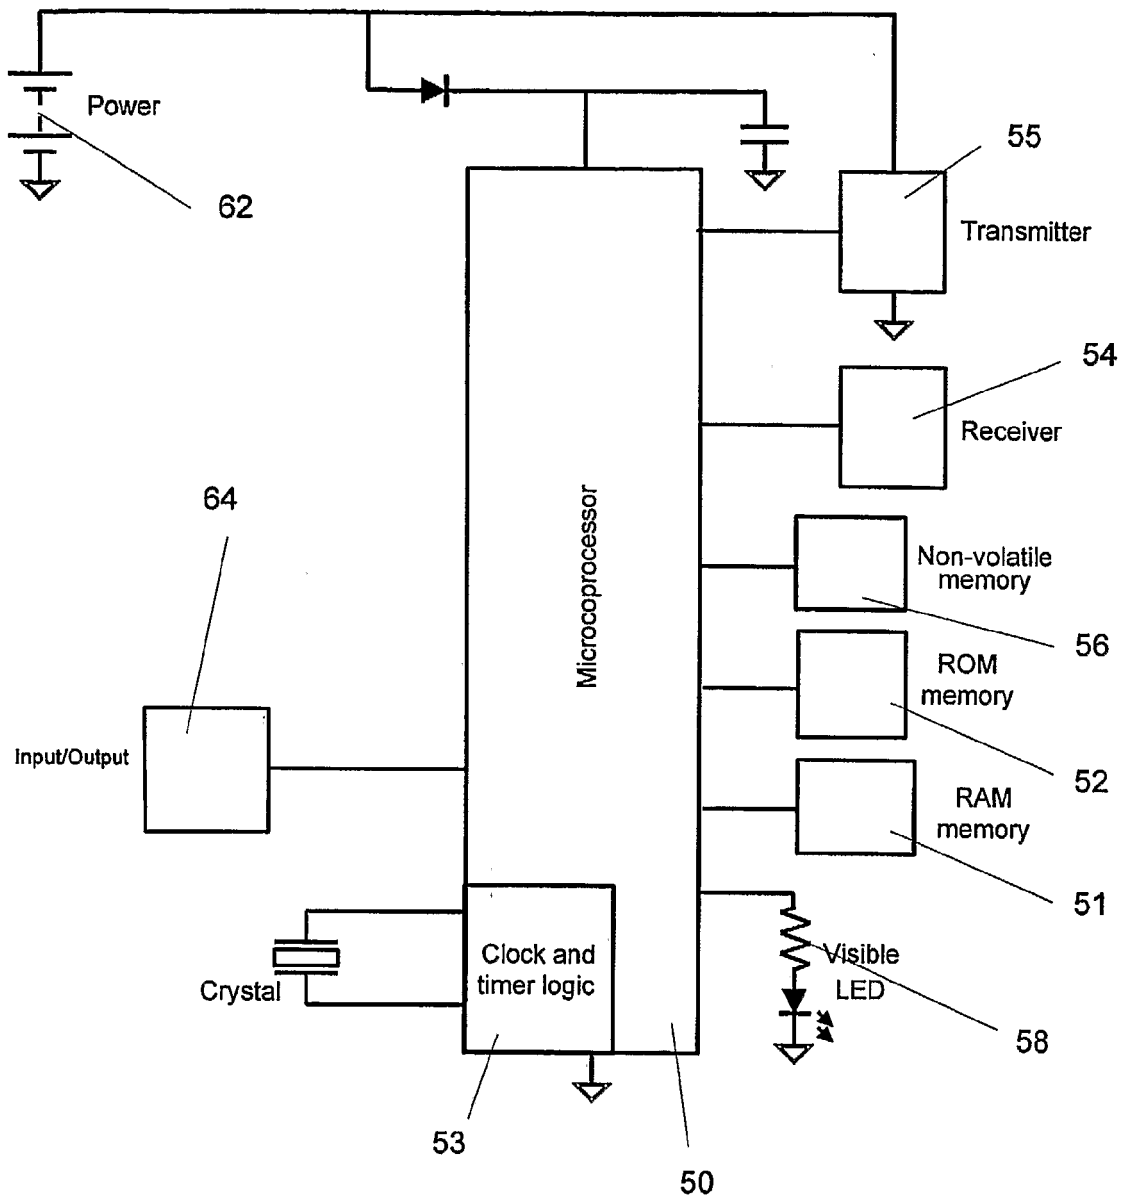 Power
62
55
Transmitter
54
Receiver
64
Microcoprocessor
Non-volatile
memory
56
ROM
memory
52
Input/Output
RAM
memory
51
Crystal
Clock and
timer logic
Visible
LED
58
53
50